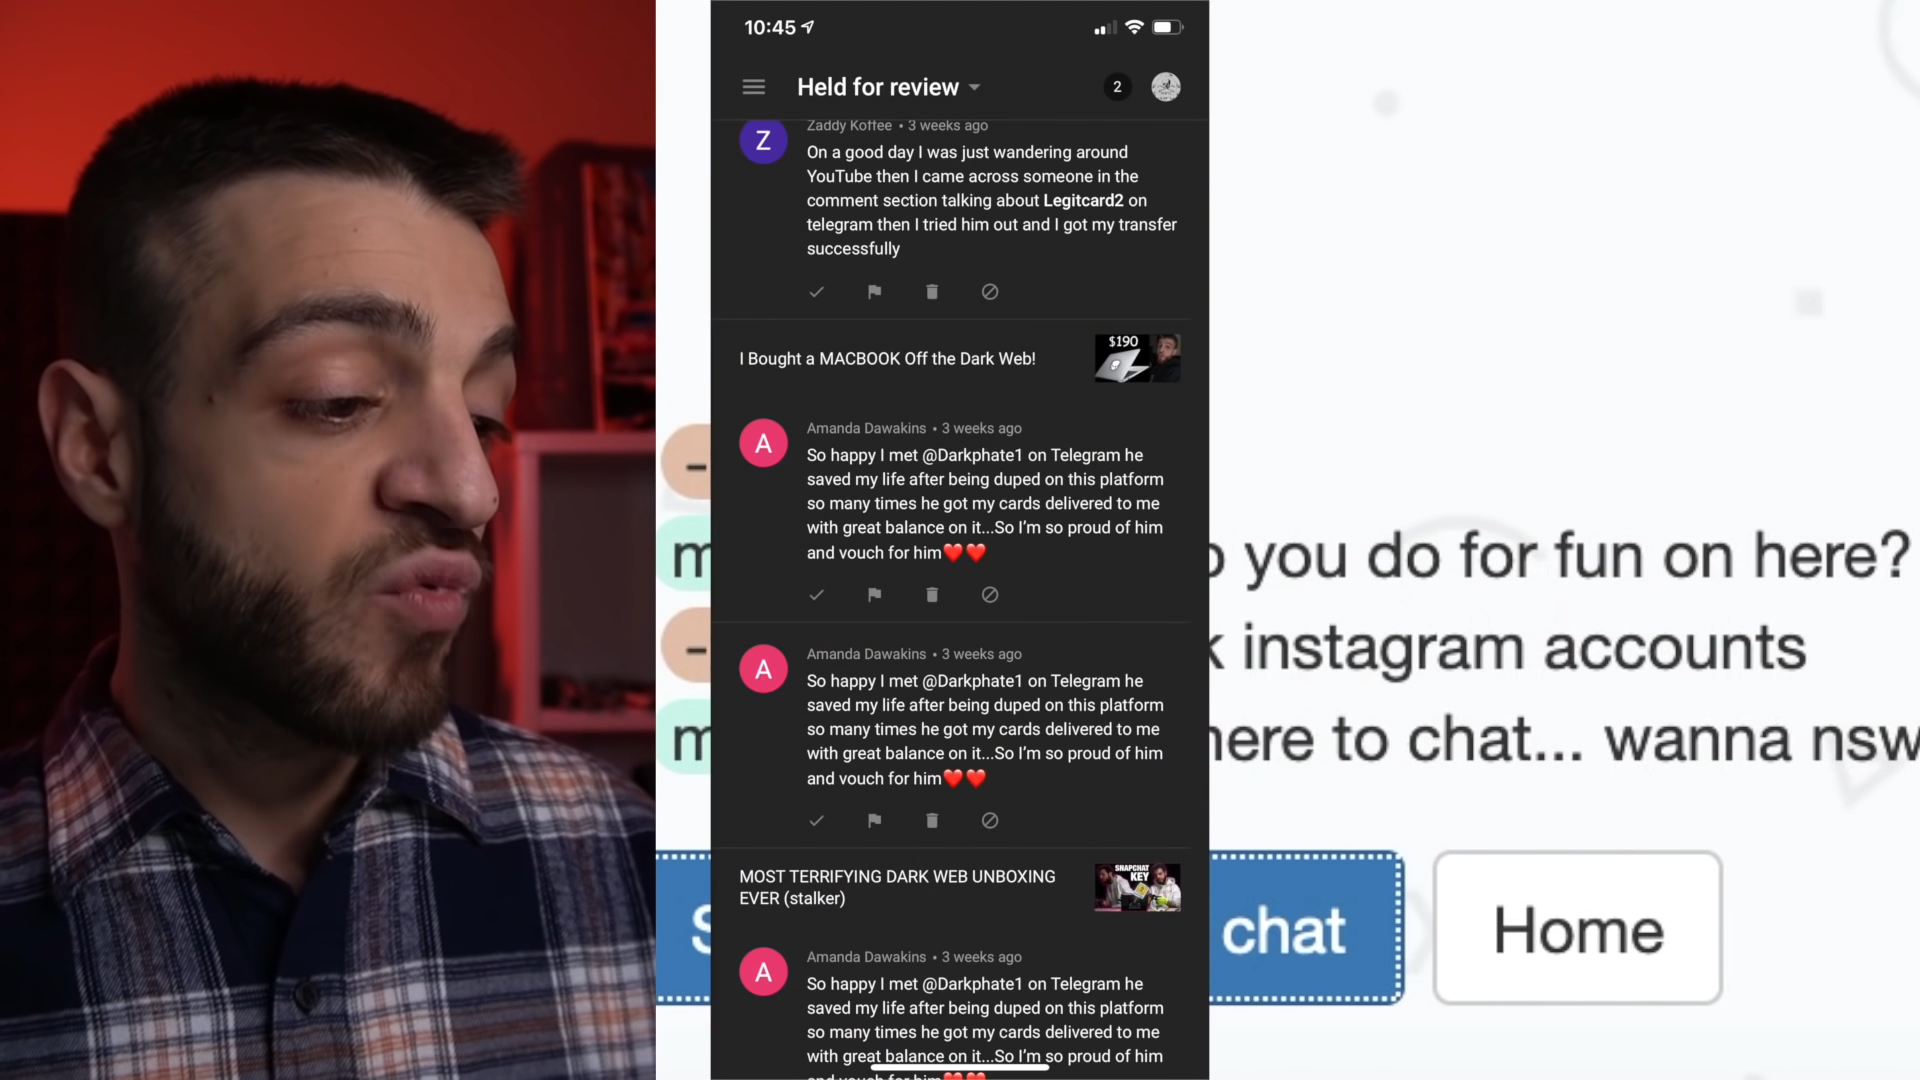 10:45
Held for review
2
Z
Zaddy Koffee • 3 weeks ago
On a good day I was just wandering around
YouTube then I came across someone in the
comment section talking about Legitcard2 on
telegram then I tried him out and I got my transfer
successfully
I Bought a MACBOOK Off the Dark Web!
$190
A
Amanda Dawakins • 3 weeks ago
So happy I met @Darkphate1 on Telegram he
saved my life after being duped on this platform
so many times he got my cards delivered to me
with great balance on it...So I'm so proud of him
and vouch for him❤️❤️
A
Amanda Dawakins • 3 weeks ago
So happy I met @Darkphate1 on Telegram he
saved my life after being duped on this platform
so many times he got my cards delivered to me
with great balance on it...So I'm so proud of him
and vouch for him❤️❤️
MOST TERRIFYING DARK WEB UNBOXING
EVER (stalker)
SNAPCHAT
KEY
A
Amanda Dawakins • 3 weeks ago
So happy I met @Darkphate1 on Telegram he
saved my life after being duped on this platform
so many times he got my cards delivered to me
with great balance on it...So I'm so proud of him
and vouch for him❤️❤️
you do for fun on here?
instagram accounts
to chat... wanna nsw
chat
Home